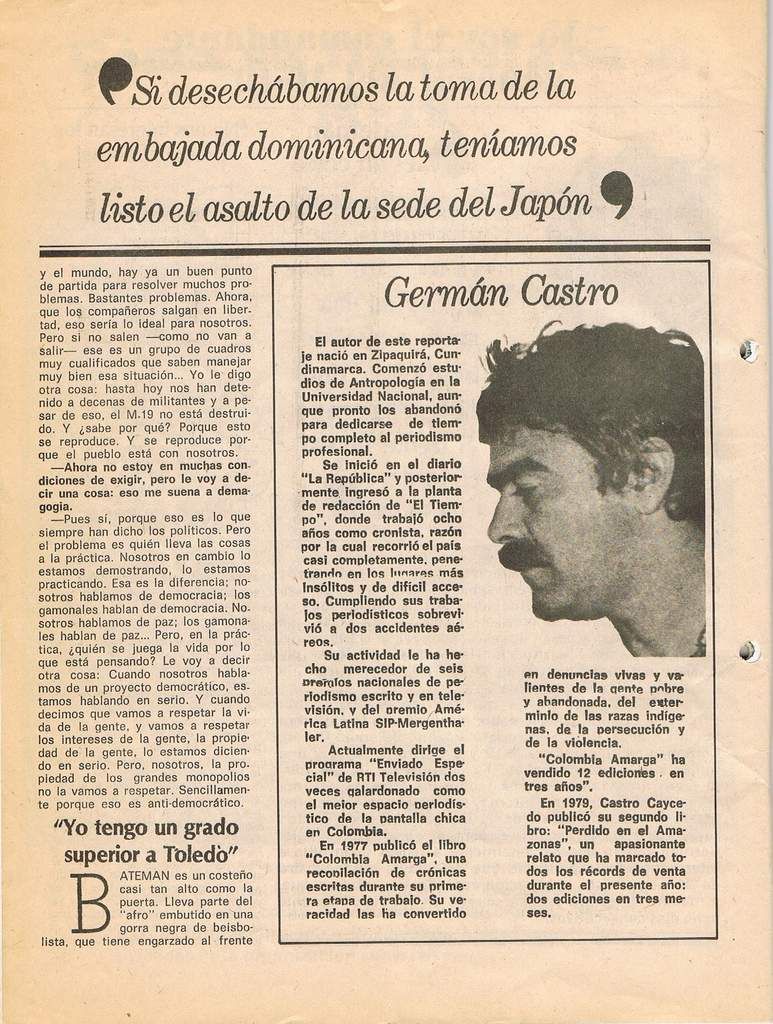 ❜Si desechábamos la toma de la
embajada dominicana, teníamos
listo el asalto de la sede del Japón❜
y el mundo, hay ya un buen punto
de partida para resolver muchos pro-
blemas. Bastantes problemas. Ahora,
que los compañeros salgan en liber-
tad, eso sería lo ideal para nosotros.
Pero si no salen —como no van a
salir— ese es un grupo de cuadros
muy cualificados que saben manejar
muy bien esa situación... Yo le digo
otra cosa: hasta hoy nos han dete-
nido a decenas de militantes y a pe-
sar de eso, el M.19 no está destrui-
do. Y ¿sabe por qué? Porque esto
se reproduce. Y se reproduce por-
que el pueblo está con nosotros.
—Ahora no estoy en muchas con-
diciones de exigir, pero le voy a de-
cir una cosa: eso me suena a dema-
gogia.
—Pues sí, porque eso es lo que
siempre han dicho los políticos. Pero
el problema es quién lleva las cosas
a la práctica. Nosotros en cambio lo
estamos demostrando, lo estamos
practicando. Esa es la diferencia; no-
sotros hablamos de democracia; los
gamonales hablan de democracia. No-
sotros hablamos de paz; los gamona-
les hablan de paz... Pero, en la prác-
tica, ¿quién se juega la vida por lo
que está pensando? Le voy a decir
otra cosa: Cuando nosotros habla-
mos de un proyecto democrático, es-
tamos hablando en serio. Y cuando
decimos que vamos a respetar la vi-
da de la gente, y vamos a respetar
los intereses de la gente, la propie-
dad de la gente, lo estamos dicien-
do en serio. Pero, nosotros, la pro-
piedad de los grandes monopolios
no la vamos a respetar. Sencillamen-
te porque eso es anti-democrático.
"Yo tengo un grado
superior a Toledo"
BATEMAN es un costeño
casi tan alto como la
puerta. Lleva parte del
"afro" embutido en una
gorra negra de beisbo-
lista, que tiene engarzado al frente
Germán Castro
El autor de este reporta-
je nació en Zipaquirá, Cun-
dinamarca. Comenzó estu-
dios de Antropología en la
Universidad Nacional, aun-
que pronto los abandonó
para dedicarse de tiem-
po completo al periodismo
profesional.
Se inició en el diario
"La República" y posterior-
mente ingresó a la planta
de redacción de "El Tiem-
po", donde trabajó ocho
años como cronista, razón
por la cual recorrió el país
casi completamente, pene-
trando en los lugares más
insólitos y de difícil acce-
so. Cumpliendo sus traba-
jos periodísticos sobrevi-
vió a dos accidentes aé-
reos.
Su actividad le ha he-
cho merecedor de seis
premios nacionales de pe-
riodismo escrito y en tele-
visión, y del premio Amé-
rica Latina SIP-Mergentha-
ler.
Actualmente dirige el
programa "Enviado Espe-
cial" de RTI Televisión dos
veces galardonado como
el mejor espacio periodís-
tico de la pantalla chica
en Colombia.
En 1977 publicó el libro
"Colombia Amarga", una
recopilación de crónicas
escritas durante su prime-
ra etapa de trabajo. Su ve-
racidad las ha convertido
en denuncias vivas y va-
lientes de la gente pobre
y abandonada, del exter-
minio de las razas indíge-
nas, de la persecución y
de la violencia.
"Colombia Amarga" ha
vendido 12 ediciones en
tres años".
En 1979, Castro Cayce-
do publicó su segundo li-
bro: "Perdido en el Ama-
zonas", un apasionante
relato que ha marcado to-
dos los récords de venta
durante el presente año:
dos ediciones en tres me-
ses.